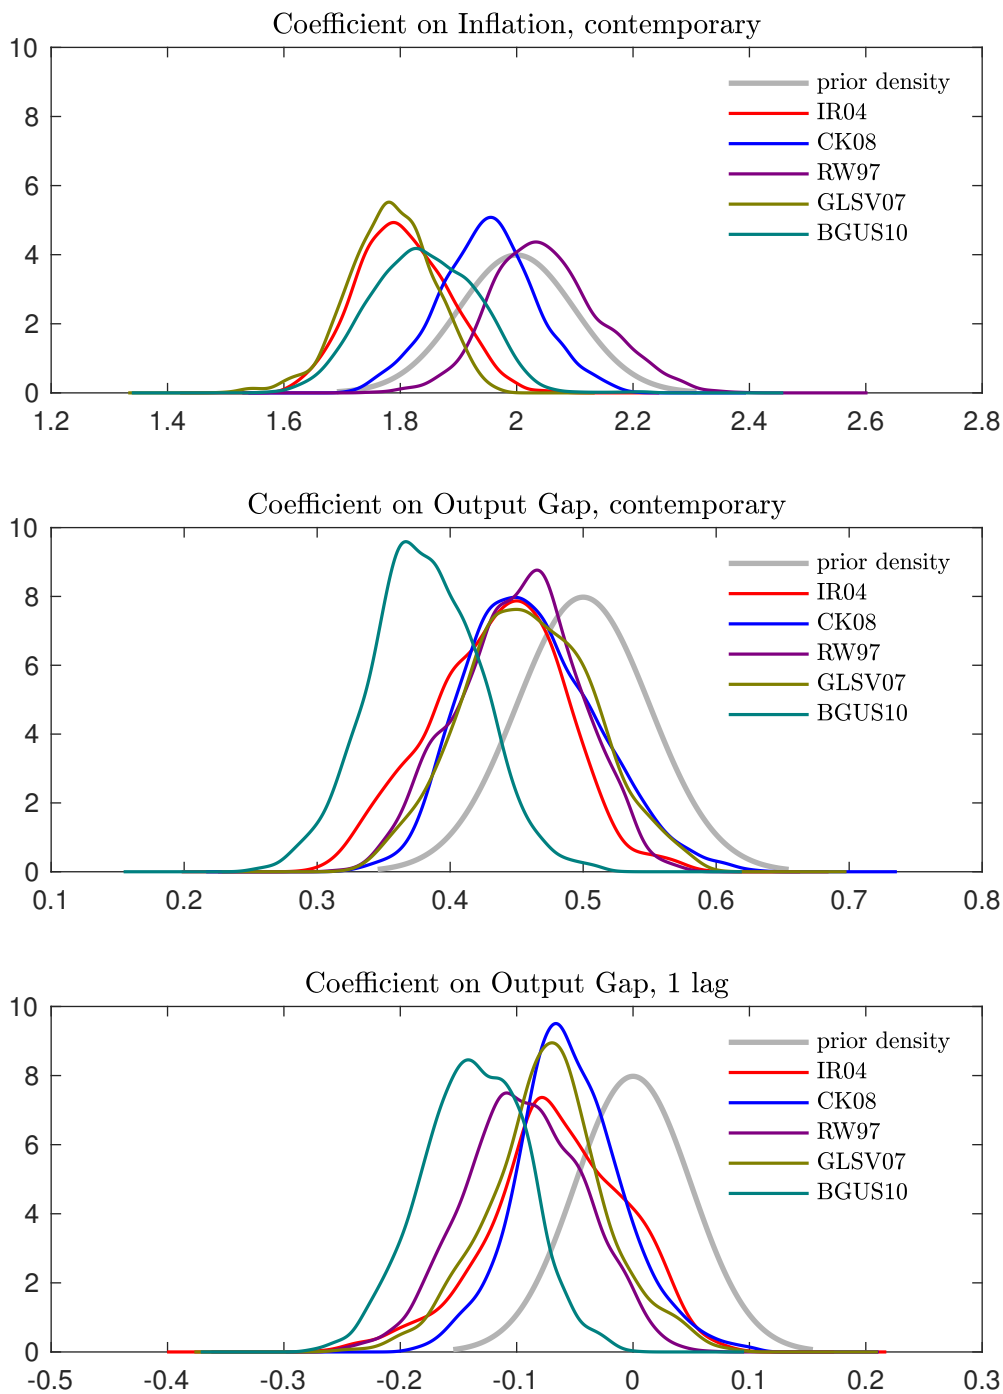 Coefficient on Inflation, contemporary
10
8
6
4
2
0
1.2 1.4 1.6 1.8 2 2.2 2.4 2.6 2.8
prior density
IR04
CK08
RW97
GLSV07
BGUS10
Coefficient on Output Gap, contemporary
10
8
6
4
2
0
0.1 0.2 0.3 0.4 0.5 0.6 0.7 0.8
prior density
IR04
CK08
RW97
GLSV07
BGUS10
Coefficient on Output Gap, 1 lag
10
8
6
4
2
0
-0.5 -0.4 -0.3 -0.2 -0.1 0 0.1 0.2 0.3
prior density
IR04
CK08
RW97
GLSV07
BGUS10